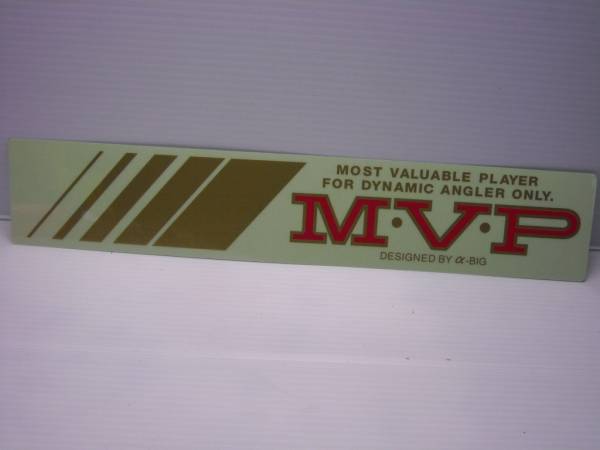 MOST VALUABLE PLAYER
FOR DYNAMIC ANGLER ONLY.
M·V·P
DESIGNED BY α-BIG